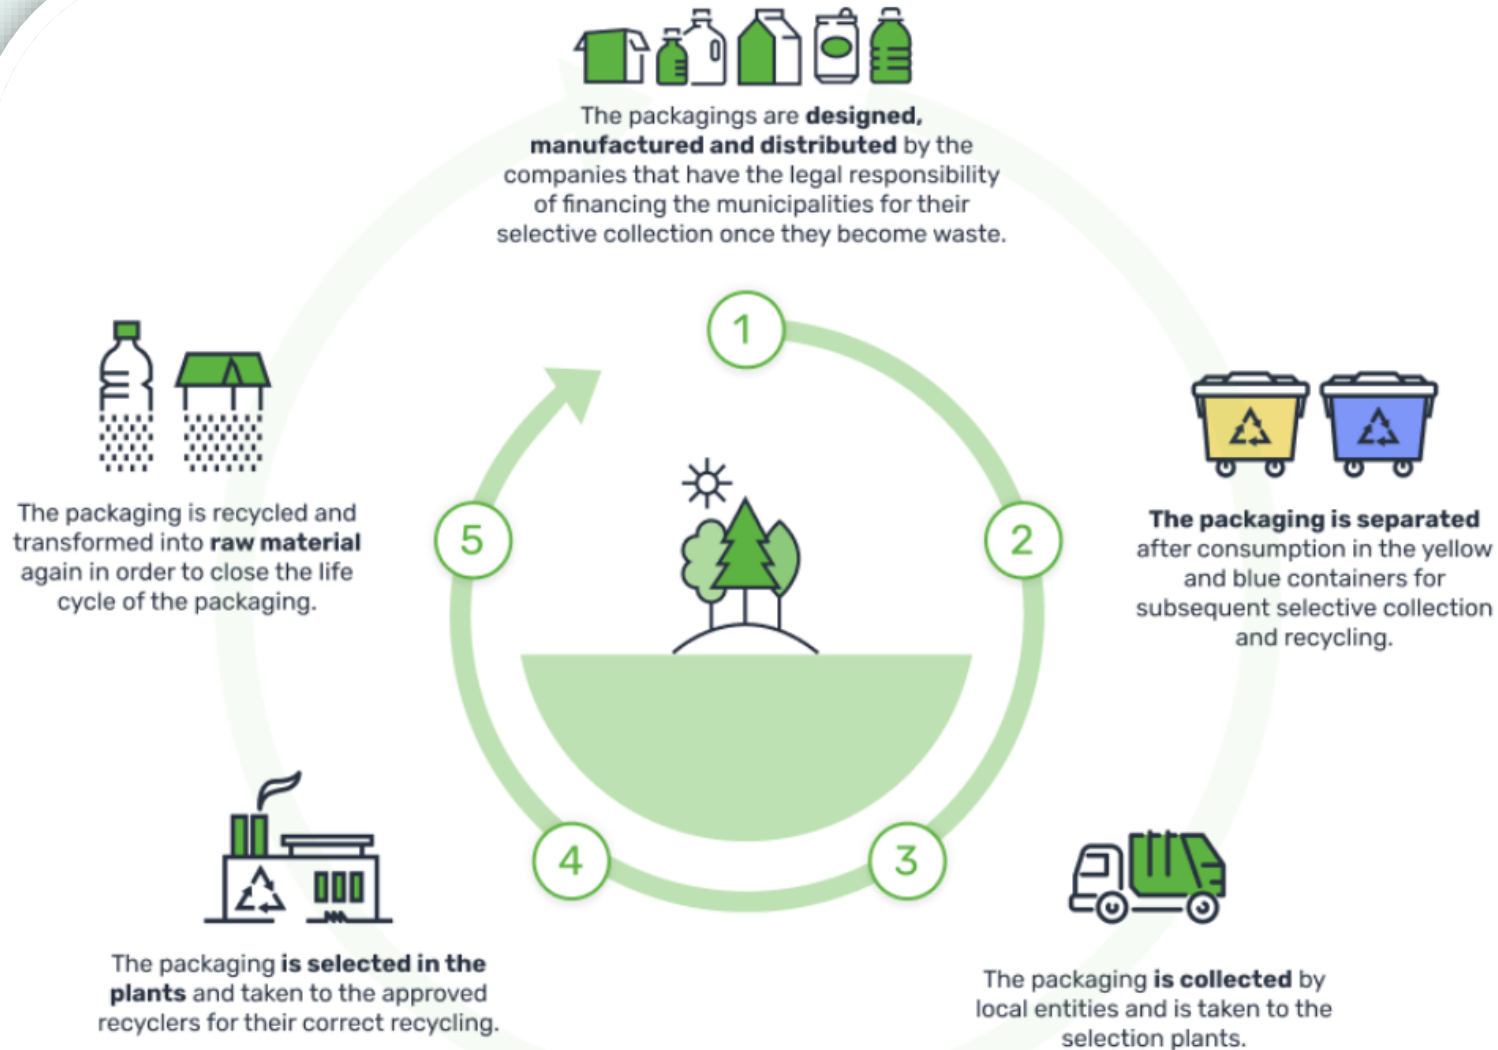 The packagings are designed,
manufactured and distributed by the
companies that have the legal responsibility
of financing the municipalities for their
selective collection once they become waste.
1
2
The packaging is separated
after consumption in the yellow
and blue containers for
subsequent selective collection
and recycling.
3
The packaging is collected by
local entities and is taken to the
selection plants.
4
The packaging is selected in the
plants and taken to the approved
recyclers for their correct recycling.
5
The packaging is recycled and
transformed into raw material
again in order to close the life
cycle of the packaging.